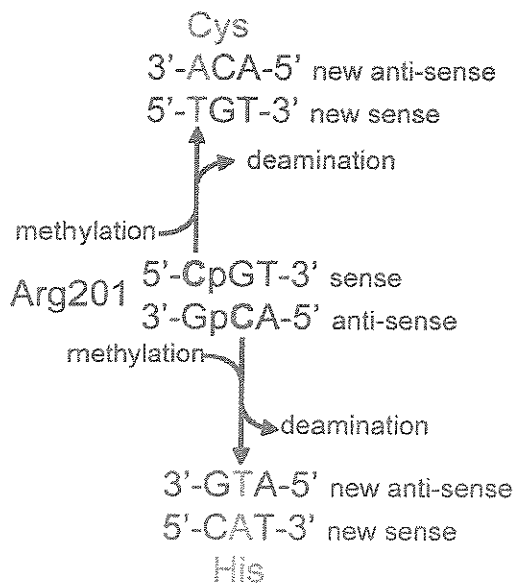 Cys
3'-ACA-5' new anti-sense
5'-TGT-3' new sense
deamination
methylation
5'-CpGT-3' sense
Arg201
3'-GpCA-5' anti-sense
methylation
deamination
3'-GTA-5' new anti-sense
5'-CAT-3' new sense
His